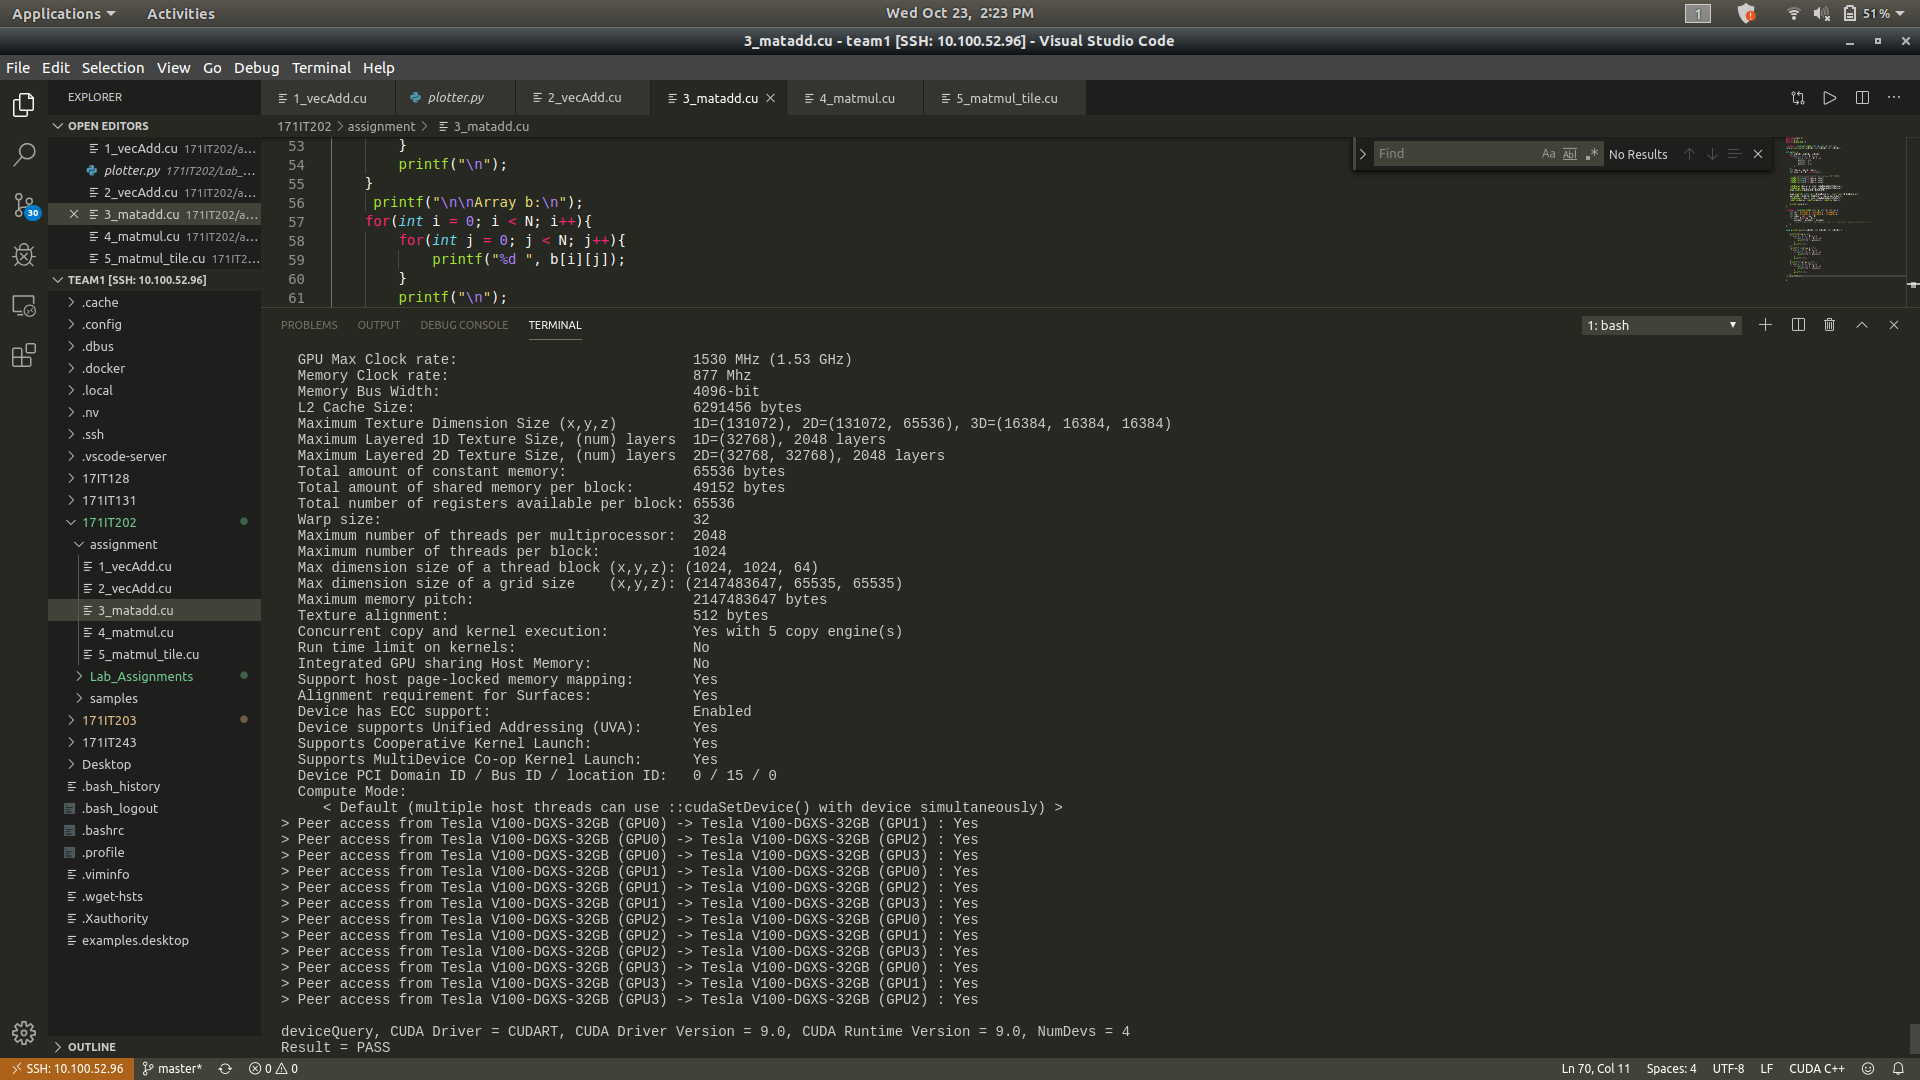 Applications Activities Wed Oct 23, 2:23 PM 1 51%
3_matadd.cu - team1 [SSH: 10.100.52.96] - Visual Studio Code
File Edit Selection View Go Debug Terminal Help
EXPLORER
1_vecAdd.cu plotter.py 2_vecAdd.cu 3_matadd.cu 4_matmul.cu 5_matmul_tile.cu
171IT202 > assignment > 3_matadd.cu
OPEN EDITORS
1_vecAdd.cu 171IT202/a...
plotter.py 171IT202/Lab_...
2_vecAdd.cu 171IT202/a...
3_matadd.cu 171IT202/a...
4_matmul.cu 171IT202/a...
5_matmul_tile.cu 171IT2...
30
TEAM1 [SSH: 10.100.52.96]
.cache
.config
.dbus
.docker
.local
.nv
.ssh
.vscode-server
17IT128
171IT131
171IT202
assignment
1_vecAdd.cu
2_vecAdd.cu
3_matadd.cu
4_matmul.cu
5_matmul_tile.cu
Lab_Assignments
samples
171IT203
171IT243
Desktop
.bash_history
.bash_logout
.bashrc
.profile
.viminfo
.wget-hsts
.Xauthority
examples.desktop
OUTLINE
53 }
54 printf("\n");
55 }
56 printf("\n\nArray b:\n");
57 for(int i = 0; i < N; i++){
58 for(int j = 0; j < N; j++){
59 printf("%d ", b[i][j]);
60 }
61 printf("\n");
Find Aa Abl .* No Results
PROBLEMS OUTPUT DEBUG CONSOLE TERMINAL 1: bash
GPU Max Clock rate: 1530 MHz (1.53 GHz)
Memory Clock rate: 877 Mhz
Memory Bus Width: 4096-bit
L2 Cache Size: 6291456 bytes
Maximum Texture Dimension Size (x,y,z) 1D=(131072), 2D=(131072, 65536), 3D=(16384, 16384, 16384)
Maximum Layered 1D Texture Size, (num) layers 1D=(32768), 2048 layers
Maximum Layered 2D Texture Size, (num) layers 2D=(32768, 32768), 2048 layers
Total amount of constant memory: 65536 bytes
Total amount of shared memory per block: 49152 bytes
Total number of registers available per block: 65536
Warp size: 32
Maximum number of threads per multiprocessor: 2048
Maximum number of threads per block: 1024
Max dimension size of a thread block (x,y,z): (1024, 1024, 64)
Max dimension size of a grid size (x,y,z): (2147483647, 65535, 65535)
Maximum memory pitch: 2147483647 bytes
Texture alignment: 512 bytes
Concurrent copy and kernel execution: Yes with 5 copy engine(s)
Run time limit on kernels: No
Integrated GPU sharing Host Memory: No
Support host page-locked memory mapping: Yes
Alignment requirement for Surfaces: Yes
Device has ECC support: Enabled
Device supports Unified Addressing (UVA): Yes
Supports Cooperative Kernel Launch: Yes
Supports MultiDevice Co-op Kernel Launch: Yes
Device PCI Domain ID / Bus ID / location ID: 0 / 15 / 0
Compute Mode:
< Default (multiple host threads can use ::cudaSetDevice() with device simultaneously) >
> Peer access from Tesla V100-DGXS-32GB (GPU0) -> Tesla V100-DGXS-32GB (GPU1) : Yes
> Peer access from Tesla V100-DGXS-32GB (GPU0) -> Tesla V100-DGXS-32GB (GPU2) : Yes
> Peer access from Tesla V100-DGXS-32GB (GPU0) -> Tesla V100-DGXS-32GB (GPU3) : Yes
> Peer access from Tesla V100-DGXS-32GB (GPU1) -> Tesla V100-DGXS-32GB (GPU0) : Yes
> Peer access from Tesla V100-DGXS-32GB (GPU1) -> Tesla V100-DGXS-32GB (GPU2) : Yes
> Peer access from Tesla V100-DGXS-32GB (GPU1) -> Tesla V100-DGXS-32GB (GPU3) : Yes
> Peer access from Tesla V100-DGXS-32GB (GPU2) -> Tesla V100-DGXS-32GB (GPU0) : Yes
> Peer access from Tesla V100-DGXS-32GB (GPU2) -> Tesla V100-DGXS-32GB (GPU1) : Yes
> Peer access from Tesla V100-DGXS-32GB (GPU2) -> Tesla V100-DGXS-32GB (GPU3) : Yes
> Peer access from Tesla V100-DGXS-32GB (GPU3) -> Tesla V100-DGXS-32GB (GPU0) : Yes
> Peer access from Tesla V100-DGXS-32GB (GPU3) -> Tesla V100-DGXS-32GB (GPU1) : Yes
> Peer access from Tesla V100-DGXS-32GB (GPU3) -> Tesla V100-DGXS-32GB (GPU2) : Yes
deviceQuery, CUDA Driver = CUDART, CUDA Driver Version = 9.0, CUDA Runtime Version = 9.0, NumDevs = 4
Result = PASS
SSH: 10.100.52.96 master* 0 0 Ln 70, Col 11 Spaces: 4 UTF-8 LF CUDA C++